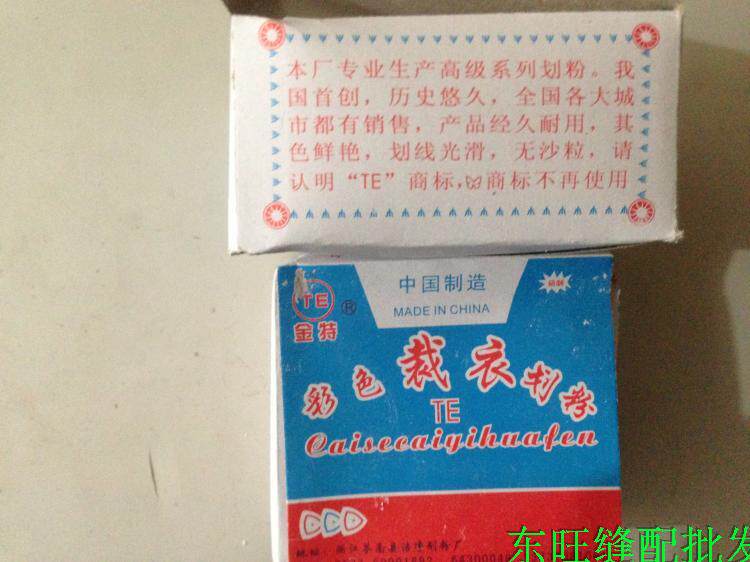 本厂专业生产高级系列划粉。我
国首创，历史悠久，全国各大城
市都有销售，产品经久耐用，其
色鲜艳，划线光滑，无沙粒，请
认明“TE”商标，商标不再使用
中国制造
MADE IN CHINA
TE ®
金特
彩色裁衣划粉
TE
Caisecaiyihuafen
东旺缝配批发